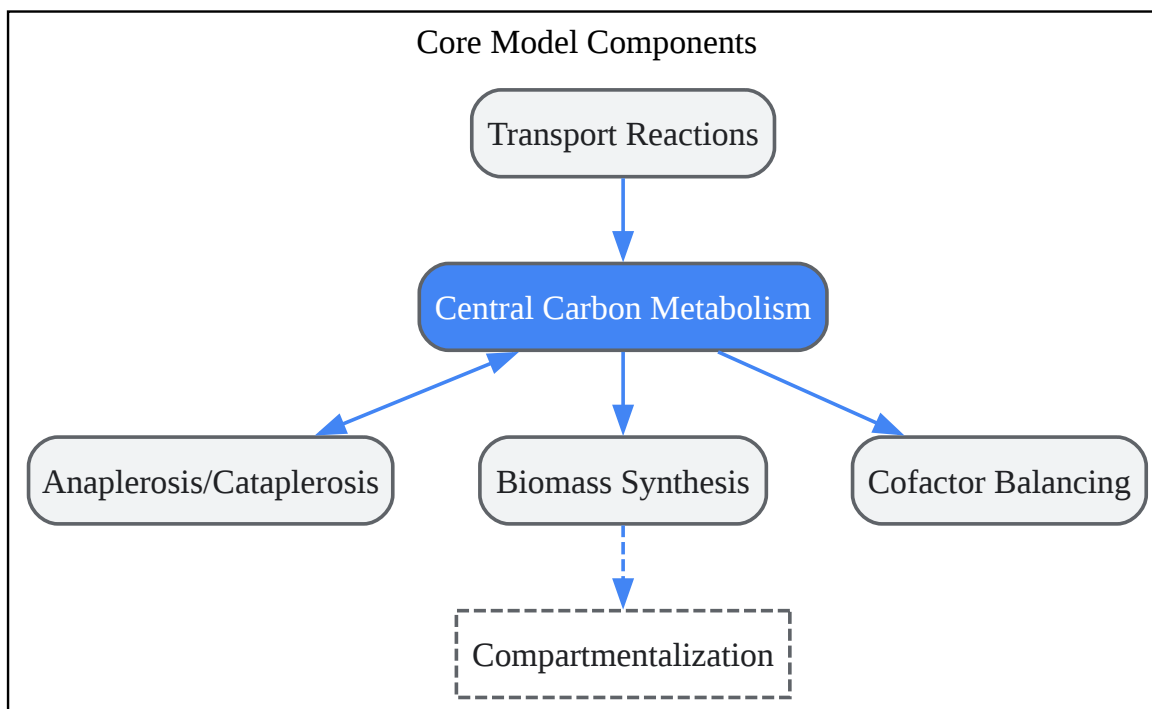 Core Model Components
Transport Reactions
Central Carbon Metabolism
Anaplerosis/Cataplerosis
Biomass Synthesis
Cofactor Balancing
Compartmentalization